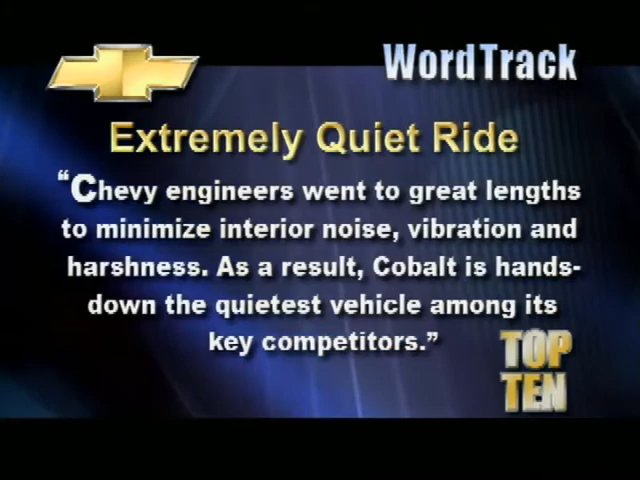 WordTrack
Extremely Quiet Ride
“Chevy engineers went to great lengths
to minimize interior noise, vibration and
harshness. As a result, Cobalt is hands-
down the quietest vehicle among its
key competitors.”
TOP
TEN